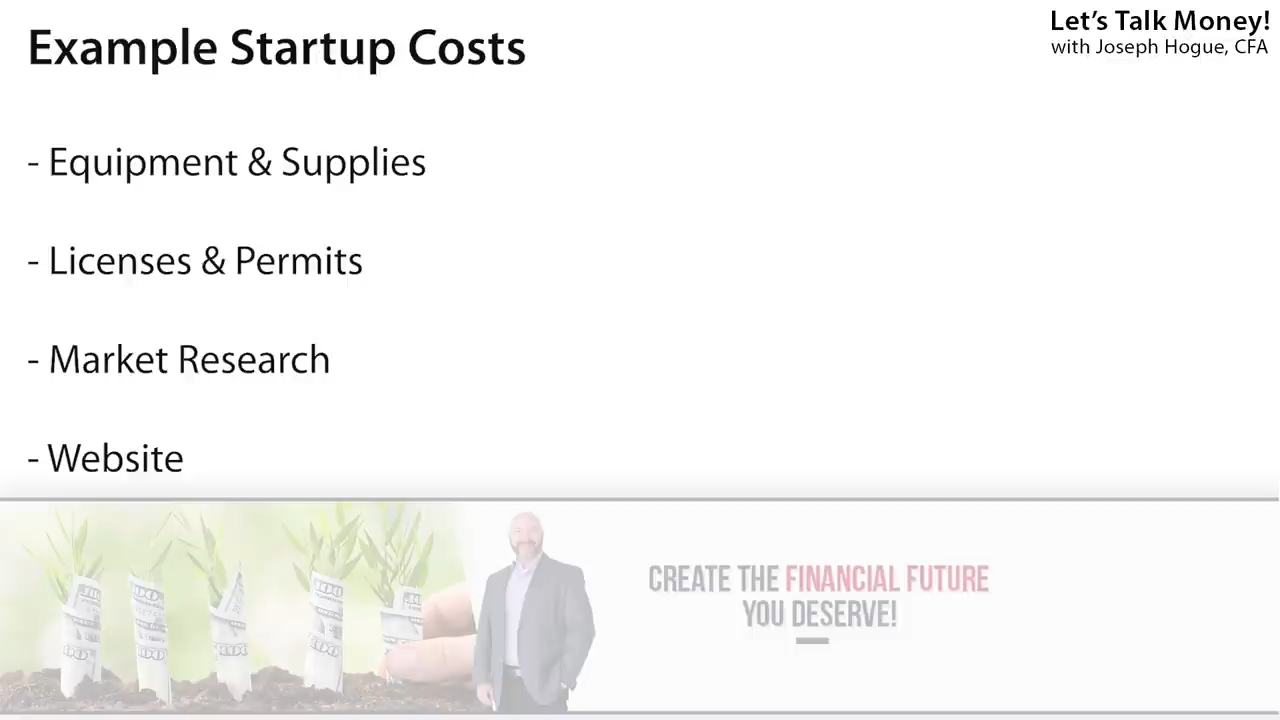 Example Startup Costs
Let's Talk Money!
with Joseph Hogue, CFA
- Equipment & Supplies
- Licenses & Permits
- Market Research
- Website
CREATE THE FINANCIAL FUTURE
YOU DESERVE!